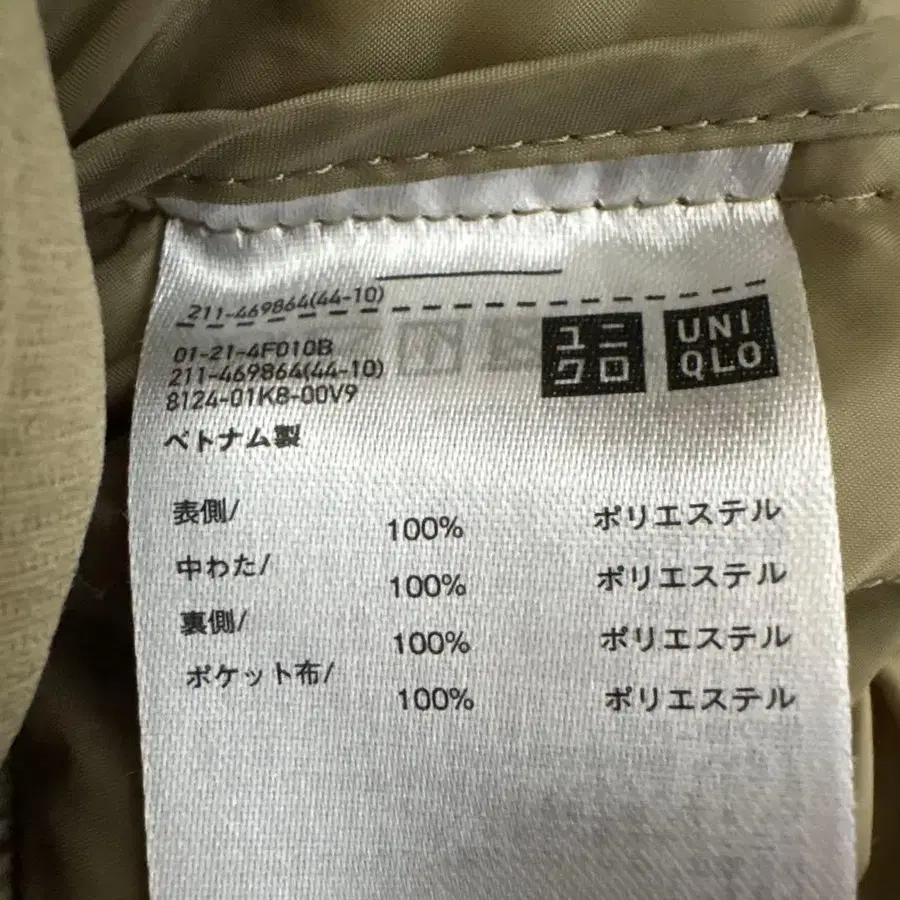 211-469864(44-10)
01-21-4F010B
211-469864(44-10)
8124-01K8-00V9
ユニ
クロ
UNI
QLO
ベトナム製
表側/
100% ポリエステル
中わた/
100% ポリエステル
裏側/
100% ポリエステル
ポケット布/
100% ポリエステル